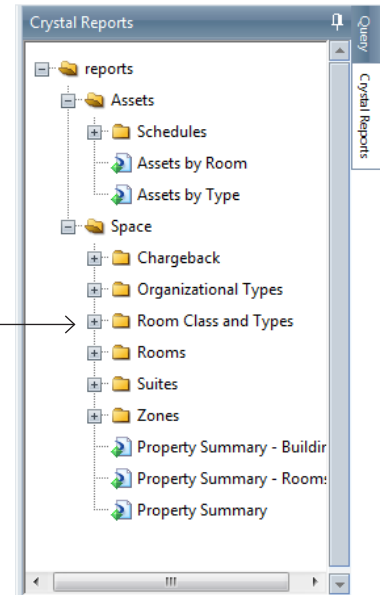 Crystal Reports
reports
Assets
Schedules
Assets by Room
Assets by Type
Space
Chargeback
Organizational Types
Room Class and Types
Rooms
Suites
Zones
Property Summary - Buildin
Property Summary - Rooms
Property Summary
Query
Crystal Reports